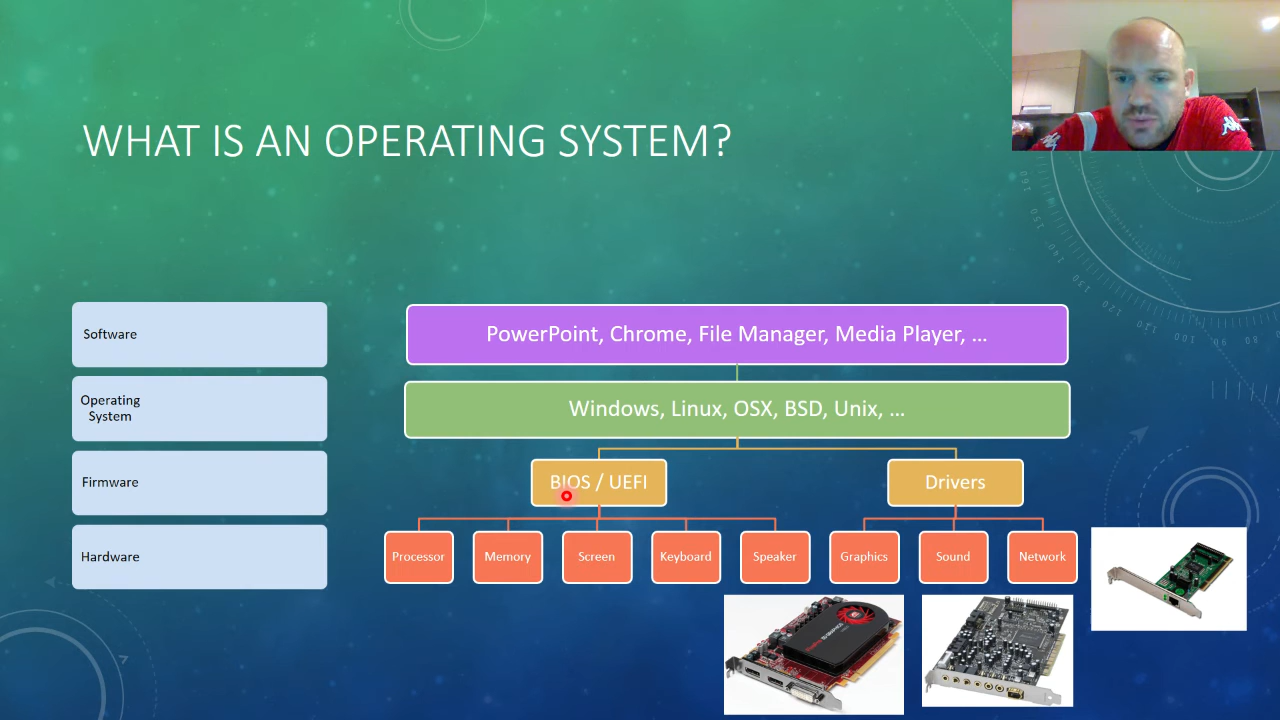 WHAT IS AN OPERATING SYSTEM?
Software
PowerPoint, Chrome, File Manager, Media Player, ...
Operating
System
Windows, Linux, OSX, BSD, Unix, ...
Firmware
BIOS / UEFI
Drivers
Hardware
Processor
Memory
Screen
Keyboard
Speaker
Graphics
Sound
Network